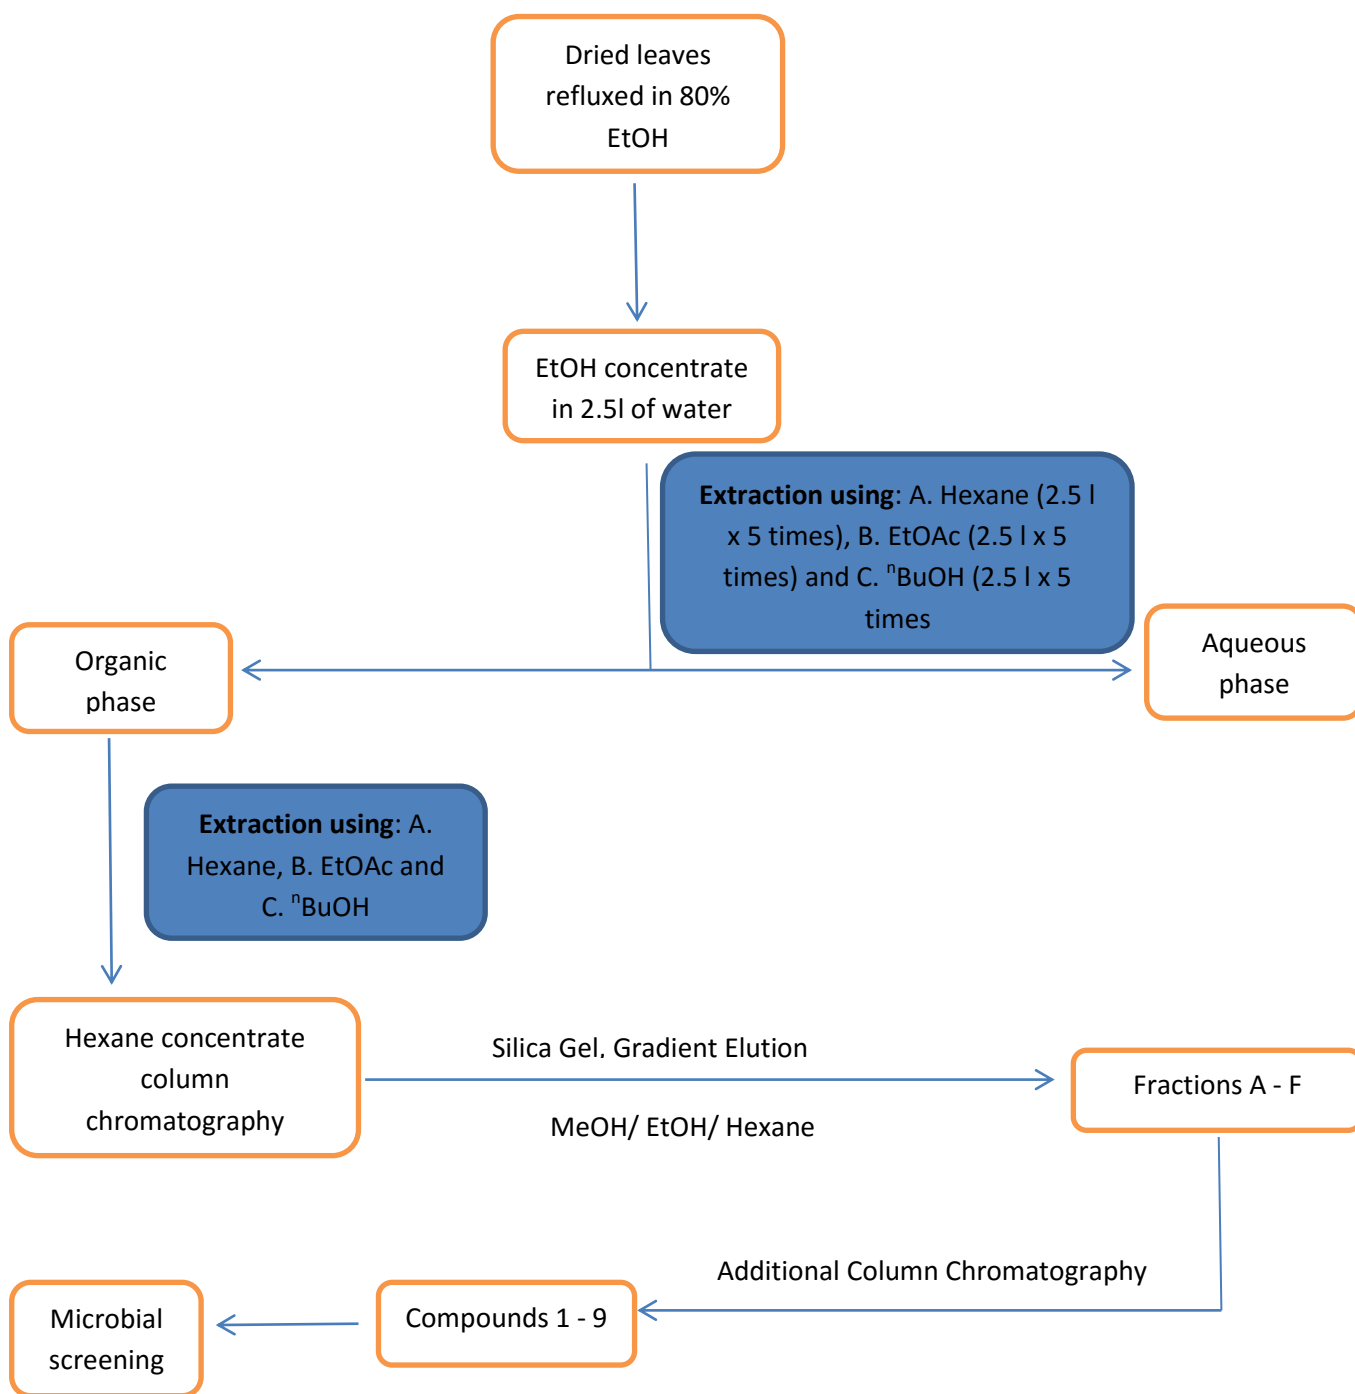 Dried leaves
refluxed in 80%
EtOH
EtOH concentrate
in 2.5l of water
Extraction using: A. Hexane (2.5 l
x 5 times), B. EtOAc (2.5 l x 5
times) and C. ⁿBuOH (2.5 l x 5
times
Organic
phase
Aqueous
phase
Extraction using: A.
Hexane, B. EtOAc and
C. ⁿBuOH
Hexane concentrate
column
chromatography
Silica Gel, Gradient Elution
MeOH/ EtOH/ Hexane
Fractions A - F
Additional Column Chromatography
Compounds 1 - 9
Microbial
screening